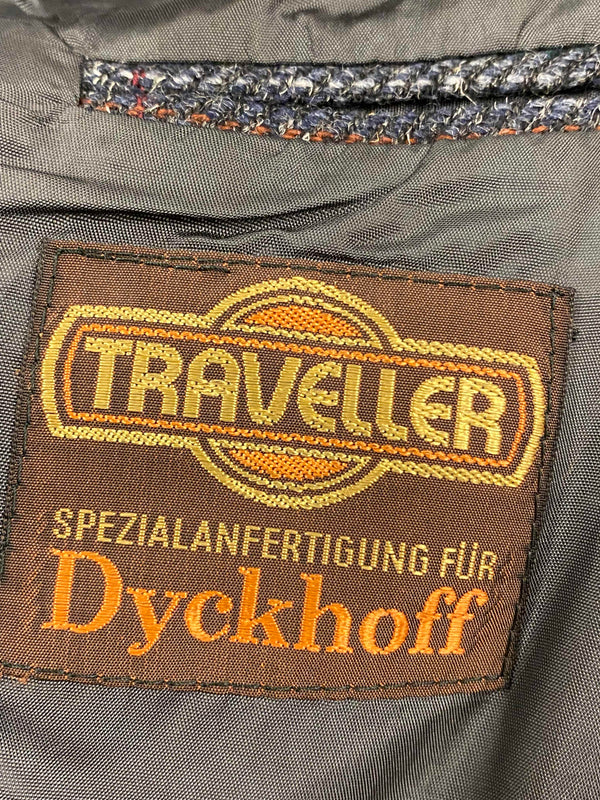 TRAVELLER
SPEZIALANFERTIGUNG FÜR
Dyckhoff